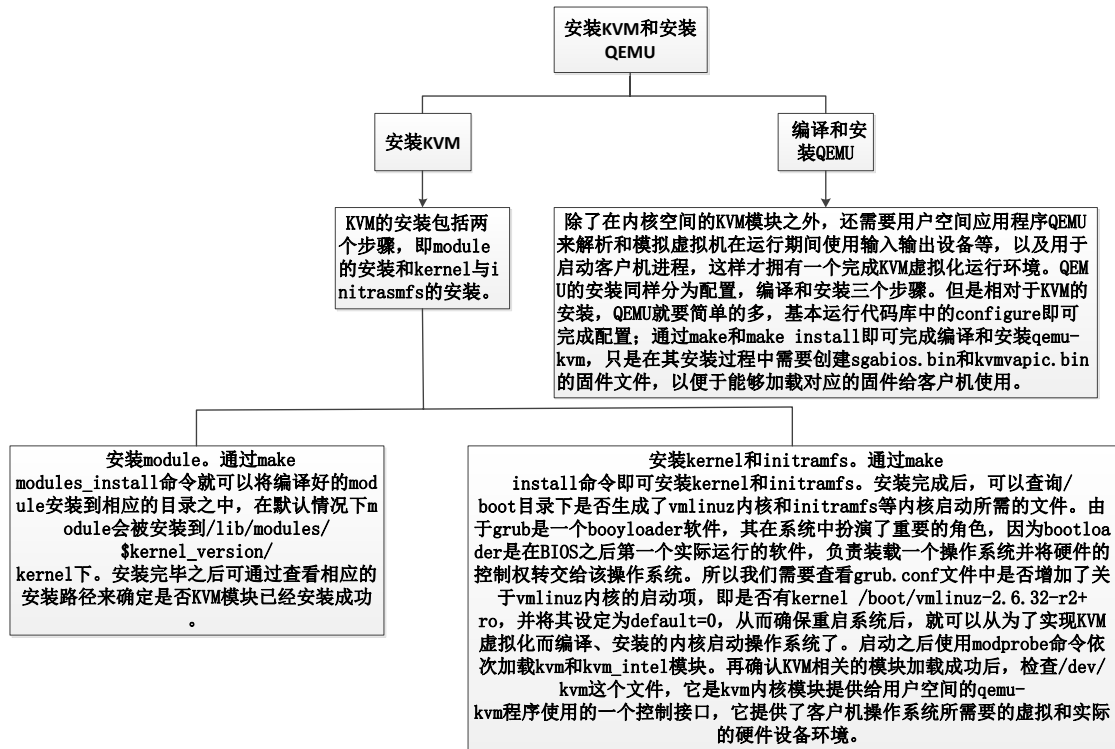 安装KVM和安装
QEMU
安装KVM
编译和安
装QEMU
KVM的安装包括两
个步骤，即module
的安装和kernel与i
nitrasmfs的安装。
除了在内核空间的KVM模块之外，还需要用户空间应用程序QEMU
来解析和模拟虚拟机在运行期间使用输入输出设备等，以及用于
启动客户机进程，这样才拥有一个完成KVM虚拟化运行环境。QEM
U的安装同样分为配置，编译和安装三个步骤。但是相对于KVM的
安装，QEMU就要简单的多，基本运行代码库中的configure即可
完成配置；通过make和make install即可完成编译和安装qemu-
kvm，只是在其安装过程中需要创建sgabios.bin和kvmvapic.bin
的固件文件，以便于能够加载对应的固件给客户机使用。
安装module。通过make
modules_install命令就可以将编译好的mod
ule安装到相应的目录之中，在默认情况下m
odule会被安装到/lib/modules/
$kernel_version/
kernel下。安装完毕之后可通过查看相应的
安装路径来确定是否KVM模块已经安装成功
。
安装kernel和initramfs。通过make
install命令即可安装kernel和initramfs。安装完成后，可以查询/
boot目录下是否生成了vmlinuz内核和initramfs等内核启动所需的文件。由
于grub是一个booyloader软件，其在系统中扮演了重要的角色，因为bootloa
der是在BIOS之后第一个实际运行的软件，负责装载一个操作系统并将硬件的
控制权转交给该操作系统。所以我们需要查看grub.conf文件中是否增加了关
于vmlinuz内核的启动项，即是否有kernel /boot/vmlinuz-2.6.32-r2+
ro，并将其设定为default=0，从而确保重启系统后，就可以从为了实现KVM
虚拟化而编译、安装的内核启动操作系统了。启动之后使用modprobe命令依
次加载kvm和kvm_intel模块。再确认KVM相关的模块加载成功后，检查/dev/
kvm这个文件，它是kvm内核模块提供给用户空间的qemu-
kvm程序使用的一个控制接口，它提供了客户机操作系统所需要的虚拟和实际
的硬件设备环境。